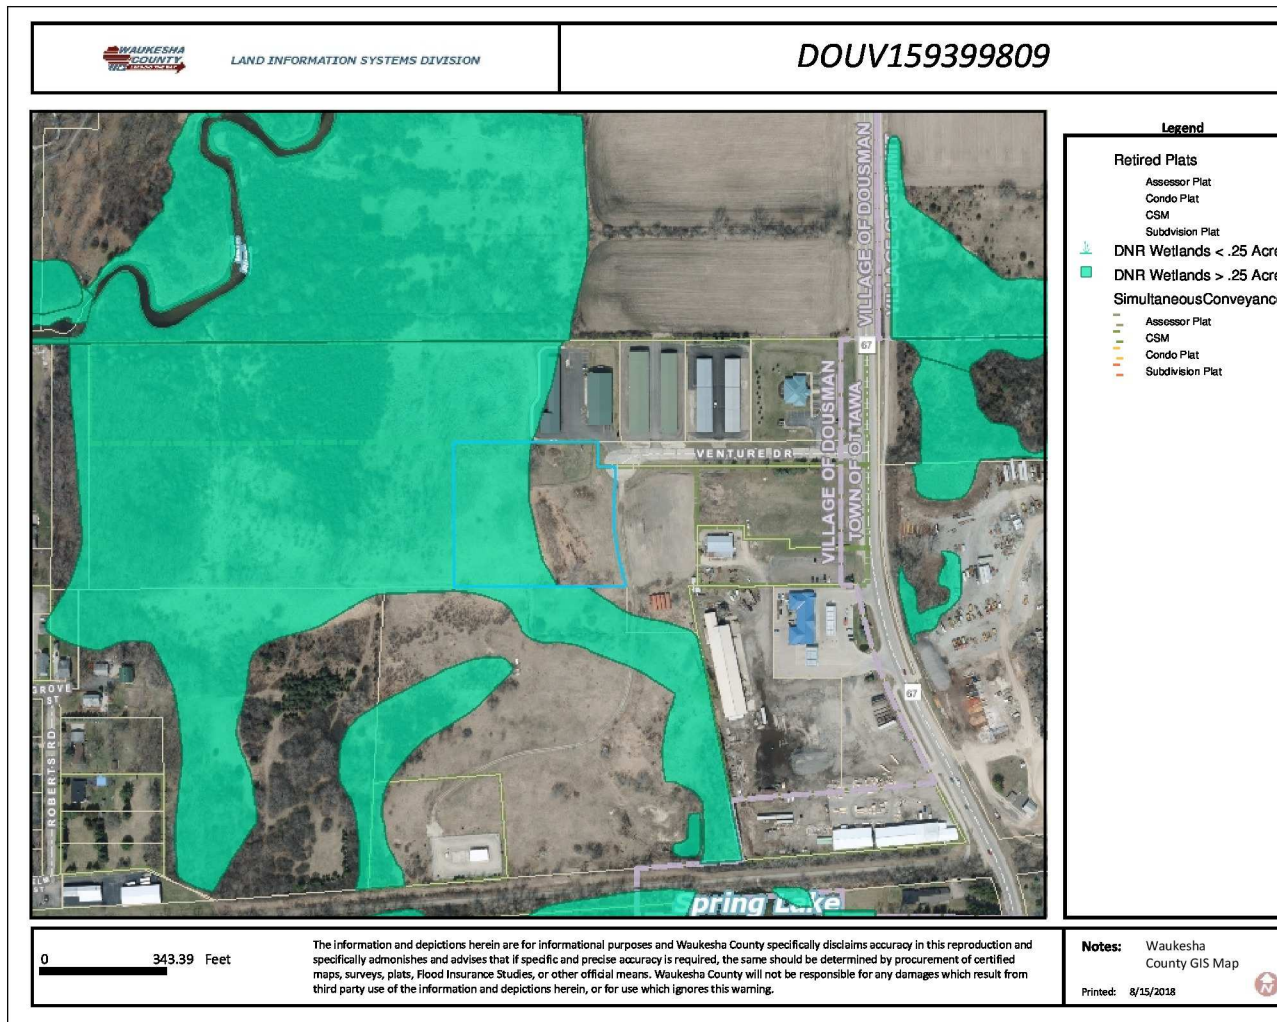 WAUKESHA
COUNTY
LAND INFORMATION SYSTEMS DIVISION
DOUV159399809
Legend
Retired Plats
Assessor Plat
Condo Plat
CSM
Subdivision Plat
DNR Wetlands < .25 Acre
DNR Wetlands > .25 Acre
SimultaneousConveyance
Assessor Plat
CSM
Condo Plat
Subdivision Plat
VILLAGE OF DOUSMAN
67
VILLAGE OF DOUSMAN
TOWN OF OTTAWA
VENTURE DR
67
GROVE
ST
ROBERTS RD
ST
Spring Lake
0 343.39 Feet
The information and depictions herein are for informational purposes and Waukesha County specifically disclaims accuracy in this reproduction and
specifically admonishes and advises that if specific and precise accuracy is required, the same should be determined by procurement of certified
maps, surveys, plats, Flood Insurance Studies, or other official means. Waukesha County will not be responsible for any damages which result from
third party use of the information and depictions herein, or for use which ignores this warning.
Notes: Waukesha
County GIS Map
Printed: 8/15/2018
N